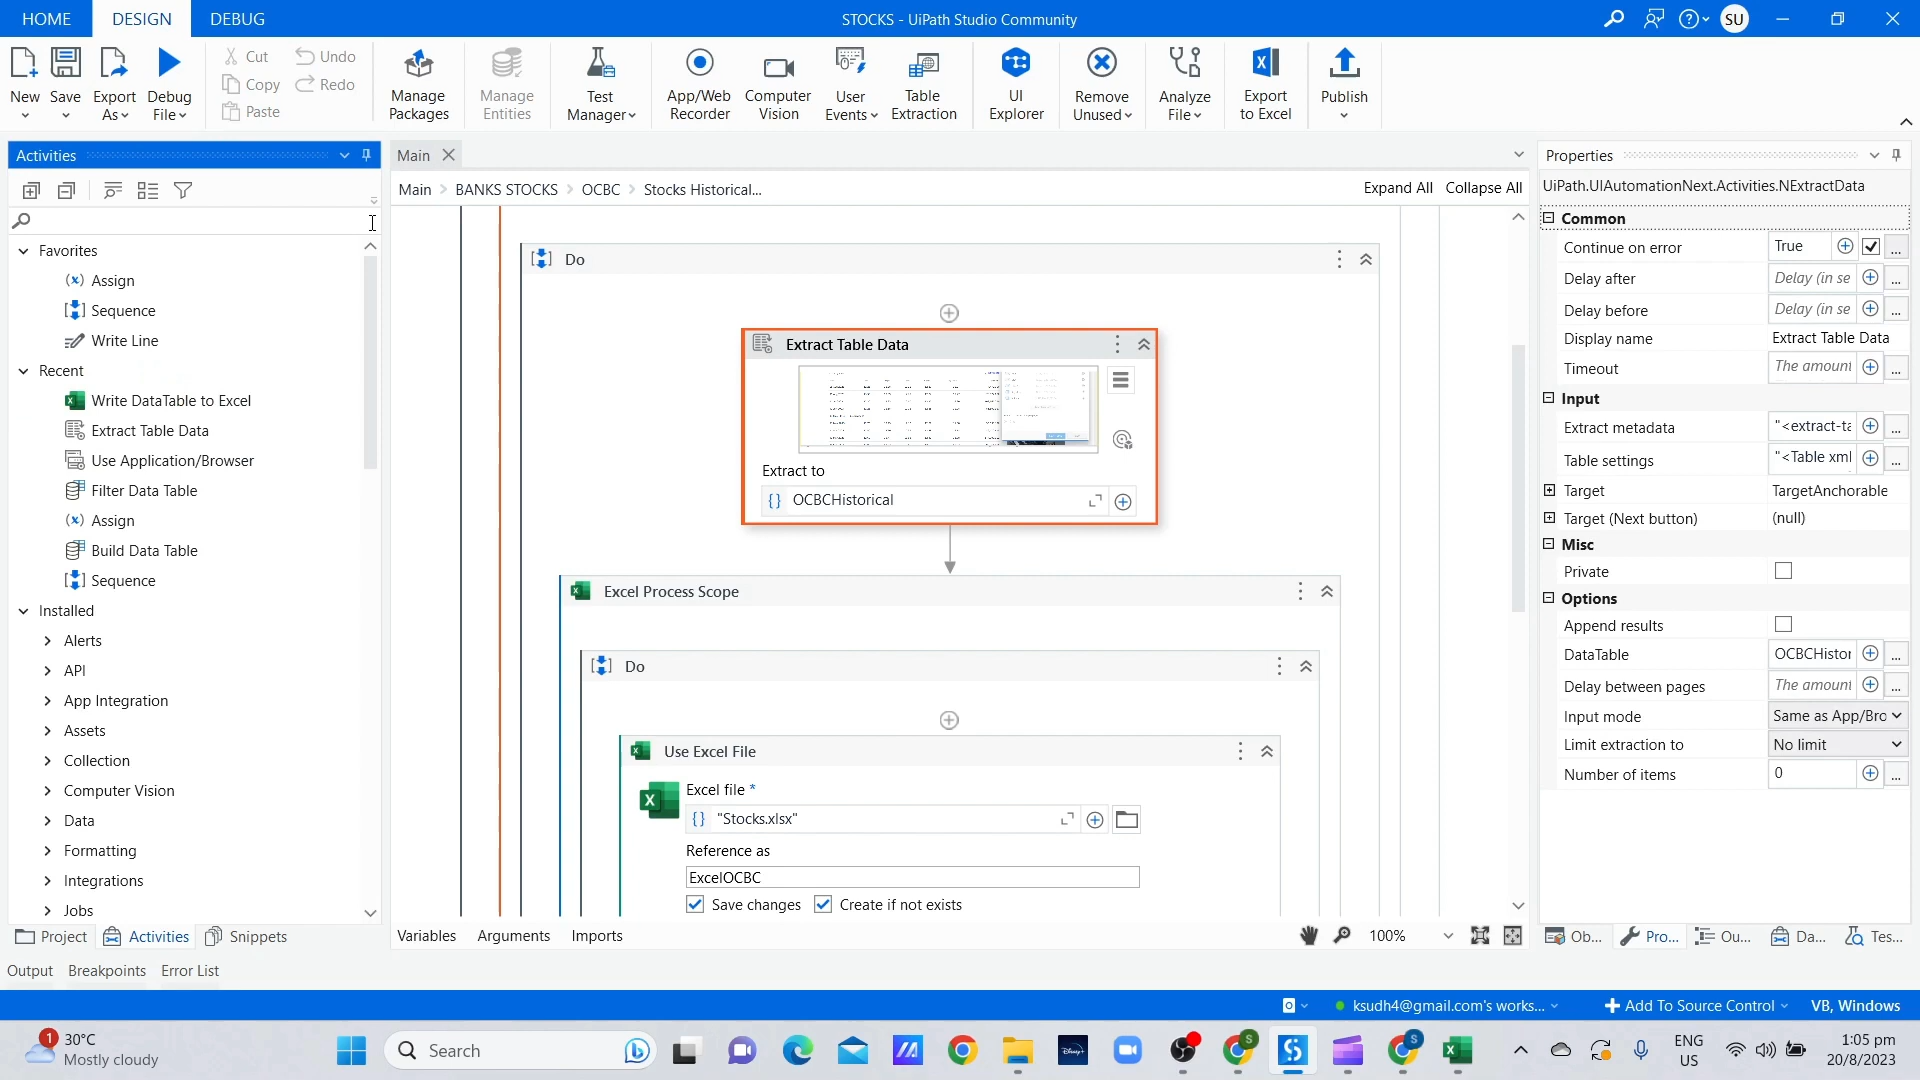 HOME DESIGN DEBUG
STOCKS - UiPath Studio Community
SU
New Save Export As Debug File
Cut Copy Paste Undo Redo
Manage Packages
Manage Entities
Test Manager
App/Web Recorder
Computer Vision
User Events
Table Extraction
UI Explorer
Remove Unused
Analyze File
Export to Excel
Publish
Activities
Favorites
Assign
Sequence
Write Line
Recent
Write DataTable to Excel
Extract Table Data
Use Application/Browser
Filter Data Table
Assign
Build Data Table
Sequence
Installed
Alerts
API
App Integration
Assets
Collection
Computer Vision
Data
Formatting
Integrations
Jobs
Project Activities Snippets
Main
Main BANKS STOCKS OCBC Stocks Historical...
Expand All Collapse All
Do
Extract Table Data
Extract to
{} OCBCHistorical
Excel Process Scope
Do
Use Excel File
Excel file *
{} "Stocks.xlsx"
Reference as
ExcelOCBC
Save changes Create if not exists
Variables Arguments Imports
100%
Properties
UiPath.UIAutomationNext.Activities.NExtractData
Common
Continue on error True ...
Delay after Delay (in se ...
Delay before Delay (in se ...
Display name Extract Table Data
Timeout The amount ...
Input
Extract metadata "<extract-ta ...
Table settings "<Table xml ...
Target TargetAnchorable
Target (Next button) (null)
Misc
Private
Options
Append results
DataTable OCBCHistor ...
Delay between pages The amount ...
Input mode Same as App/Bro
Limit extraction to No limit
Number of items 0 ...
Ob... Pro... Ou... Da... Tes...
Output Breakpoints Error List
ksudh4@gmail.com's works...
Add To Source Control
VB, Windows
1
30°C
Mostly cloudy
Search
Disney+
S
S
ENG
US
1:05 pm
20/8/2023